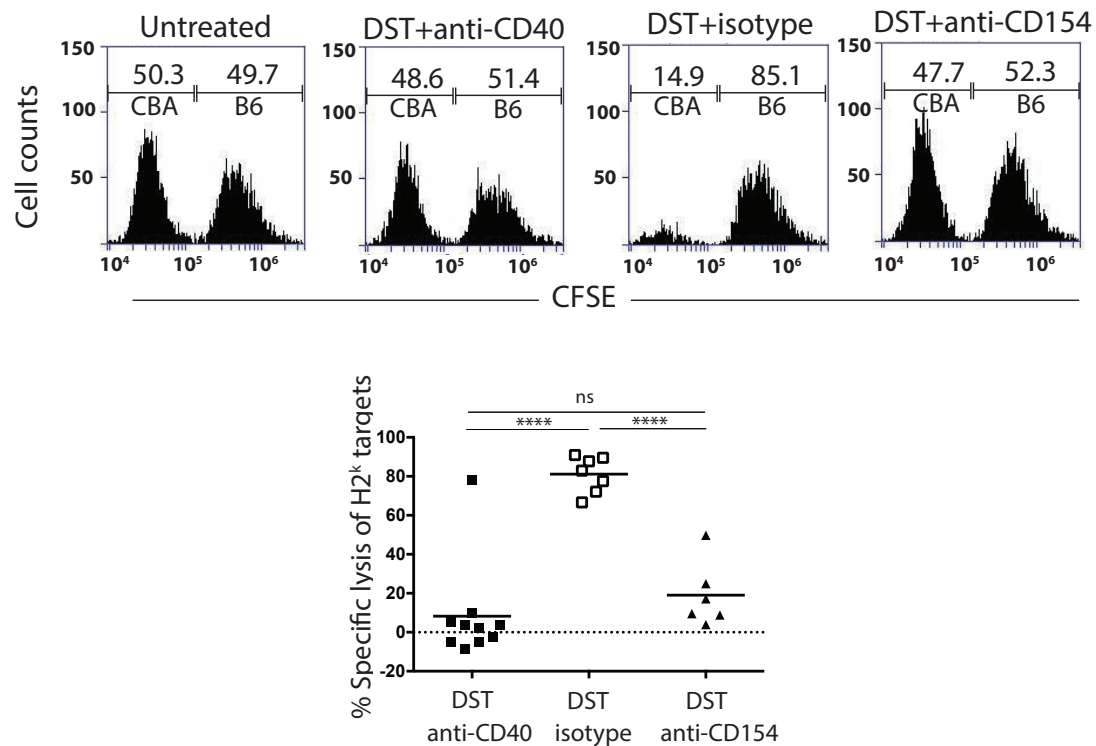 Untreated
DST+anti-CD40
DST+isotype
DST+anti-CD154
Cell counts
150
100
50
50.3 49.7
CBA B6
10⁴ 10⁵ 10⁶
150
100
50
48.6 51.4
CBA B6
10⁴ 10⁵ 10⁶
150
100
50
14.9 85.1
CBA B6
10⁴ 10⁵ 10⁶
150
100
50
47.7 52.3
CBA B6
10⁴ 10⁵ 10⁶
CFSE
% Specific lysis of H2ᵏ targets
ns
**** ****
100
80
60
40
20
0
-20
DST
anti-CD40
DST
isotype
DST
anti-CD154